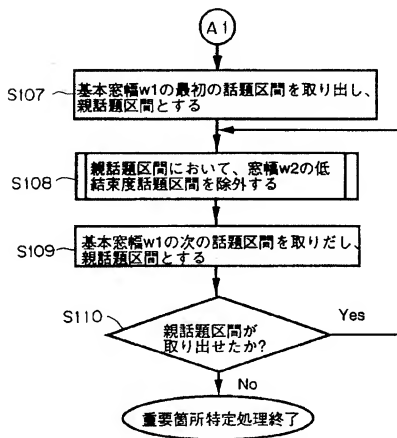 A1
S107
基本窓幅w1の最初の話題区間を取り出し、
親話題区間とする
S108
親話題区間において、窓幅w2の低
結束度話題区間を除外する
S109
基本窓幅w1の次の話題区間を取りだし、
親話題区間とする
S110
親話題区間が
取り出せたか?
Yes
No
重要箇所特定処理終了